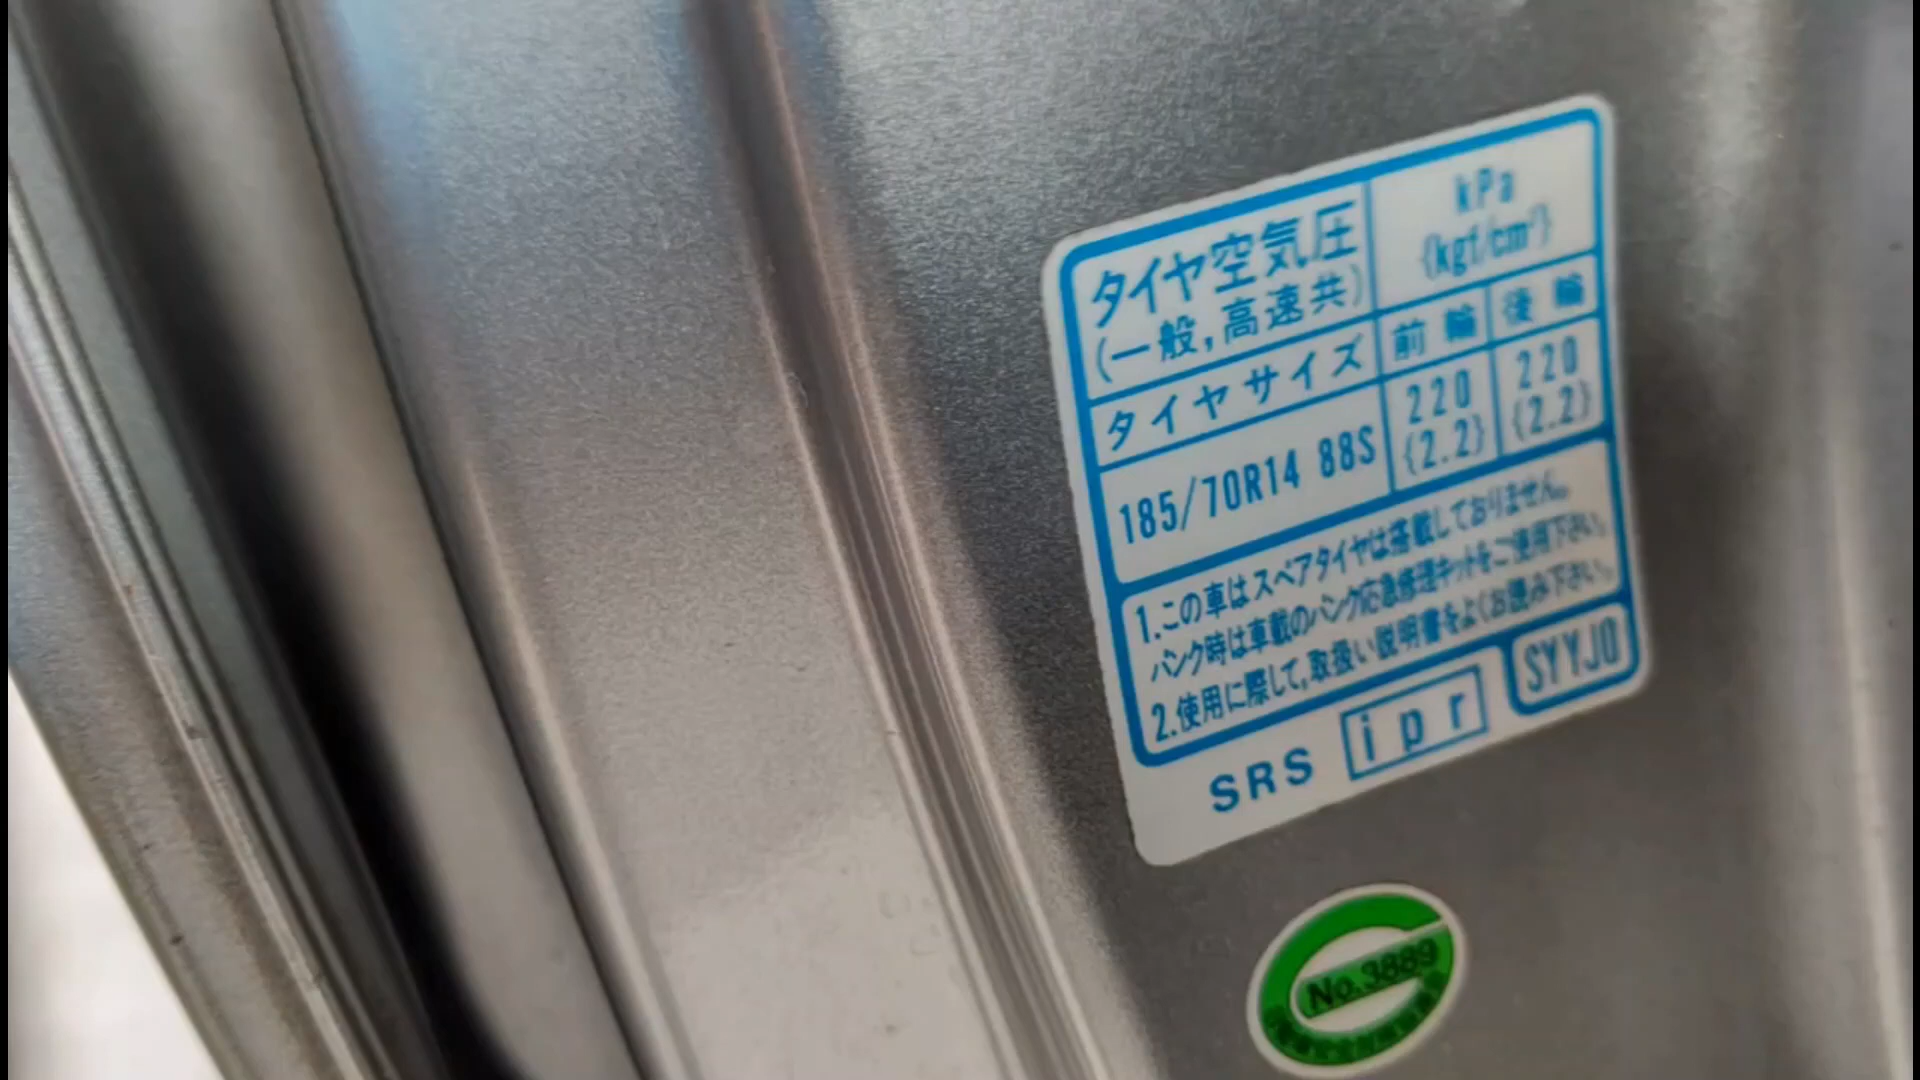 タイヤ空気圧
(一般,高速共)
kPa
{kgf/cm²}
タイヤサイズ
前輪
後輪
185/70R14 88S
220
{2.2}
220
{2.2}
1.この車はスペアタイヤは搭載しておりません。
パンク時は車載のパンク応急修理キットをご使用下さい。
2.使用に際して,取扱い説明書をよくお読み下さい。
SYYJ0
SRS ipr
No.3889